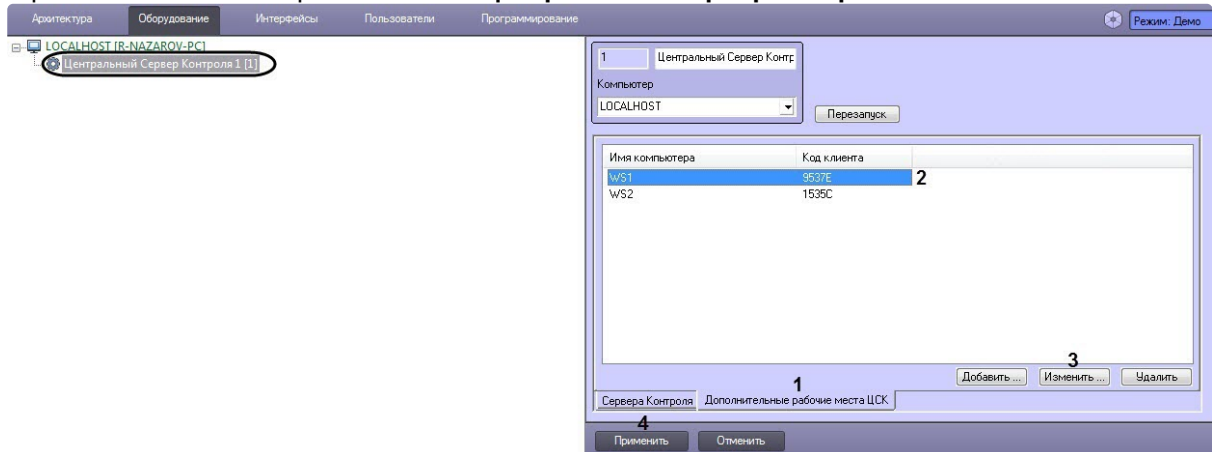 Архитектура Оборудование Интерфейсы Пользователи Программирование Режим: Демо
LOCALHOST [R-NAZAROV-PC]
Центральный Сервер Контроля 1 [1]
1 Центральный Сервер Контр
Компьютер
LOCALHOST
Перезапуск
Имя компьютера Код клиента
WS1 9537E 2
WS2 1535C
3
Добавить ... Изменить ... Удалить
1
Сервера Контроля Дополнительные рабочие места ЦСК
4
Применить Отменить